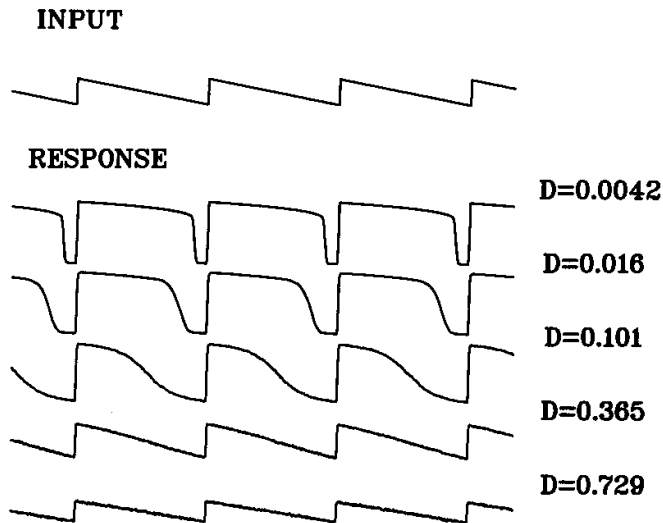 INPUT
RESPONSE
D=0.0042
D=0.016
D=0.101
D=0.365
D=0.729